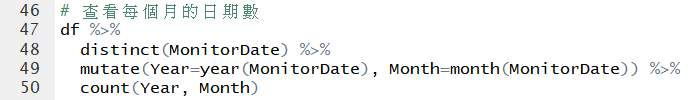 46 # 查看每個月的日期數
47 df %>%
48   distinct(MonitorDate) %>%
49   mutate(Year=year(MonitorDate), Month=month(MonitorDate)) %>%
50   count(Year, Month)